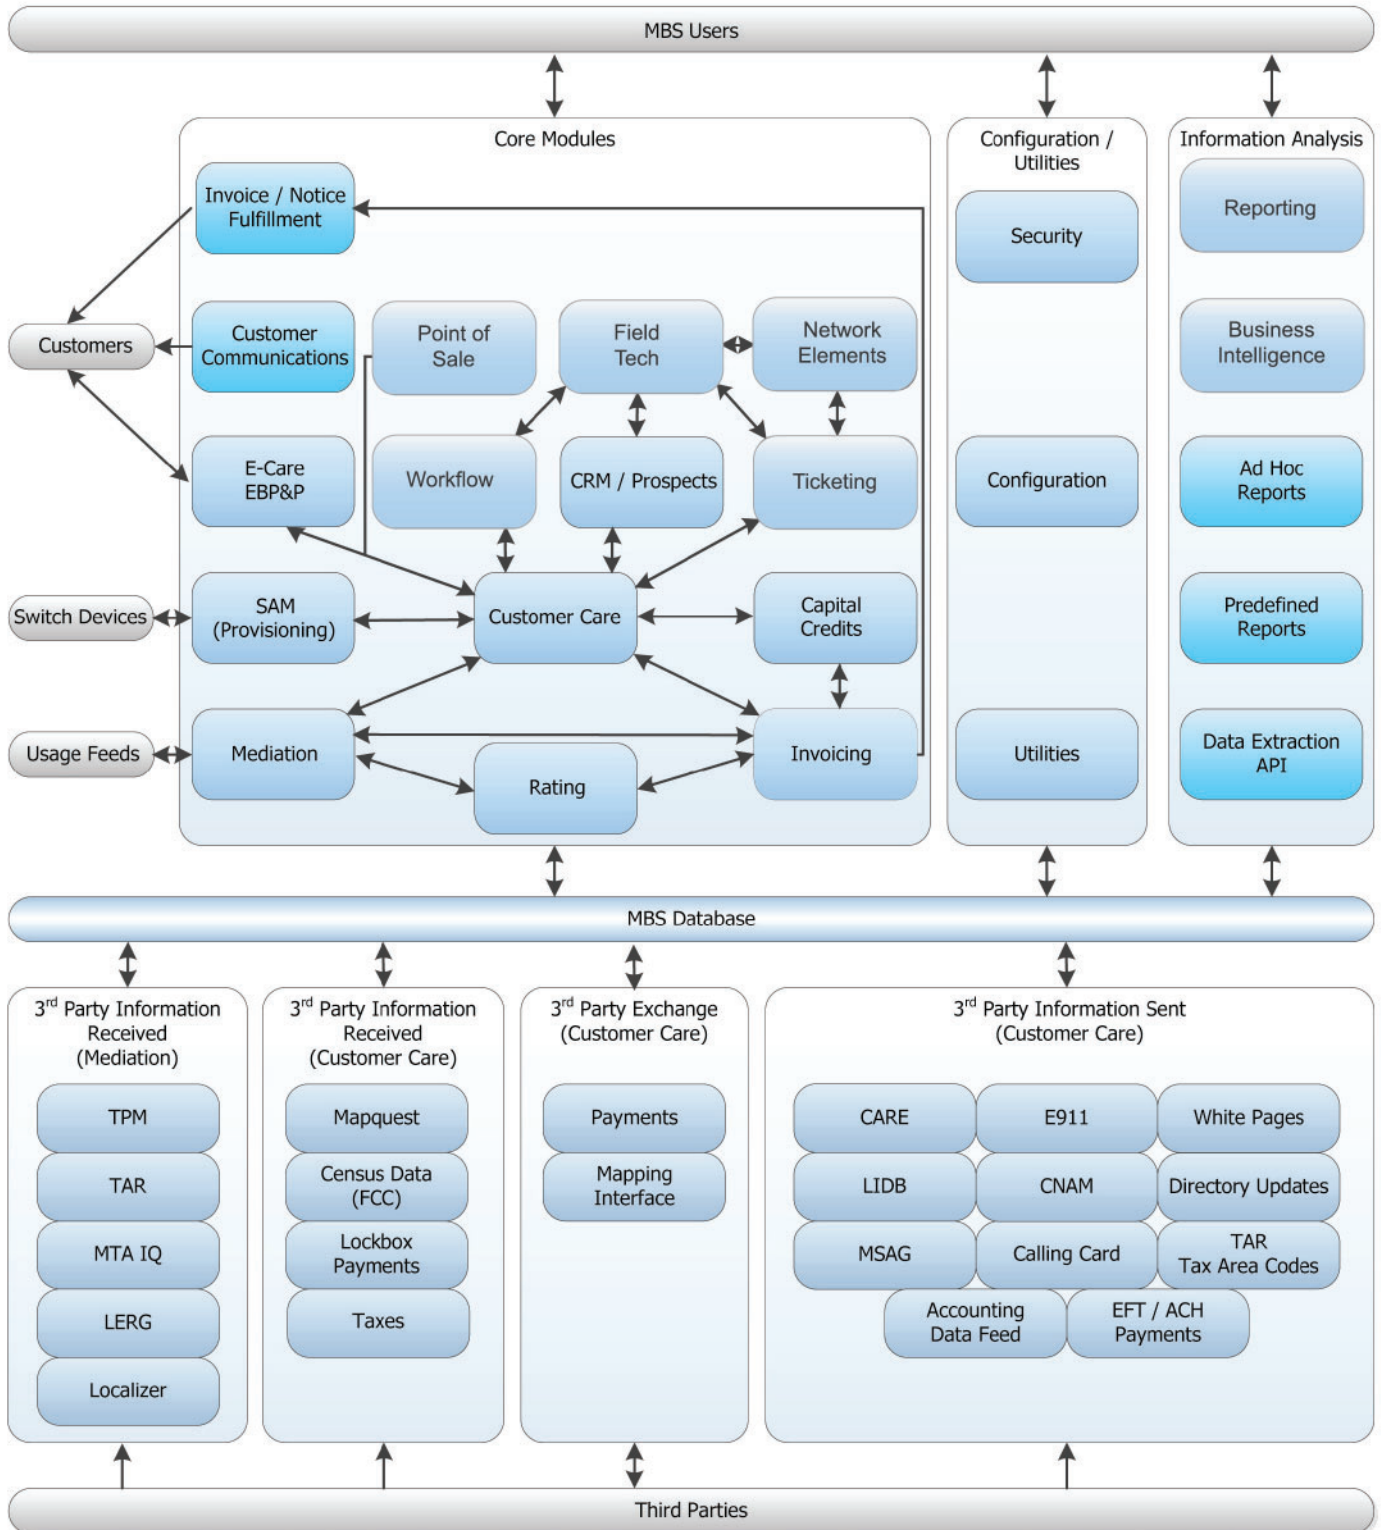 MBS Users
Core Modules
Invoice / Notice
Fulfillment
Customers
Customer
Communications
Point of
Sale
Field
Tech
Network
Elements
E-Care
EBP&P
Workflow
CRM / Prospects
Ticketing
Switch Devices
SAM
(Provisioning)
Customer Care
Capital
Credits
Usage Feeds
Mediation
Rating
Invoicing
Configuration /
Utilities
Security
Configuration
Utilities
Information Analysis
Reporting
Business
Intelligence
Ad Hoc
Reports
Predefined
Reports
Data Extraction
API
MBS Database
3rd Party Information
Received
(Mediation)
TPM
TAR
MTA IQ
LERG
Localizer
3rd Party Information
Received
(Customer Care)
Mapquest
Census Data
(FCC)
Lockbox
Payments
Taxes
3rd Party Exchange
(Customer Care)
Payments
Mapping
Interface
3rd Party Information Sent
(Customer Care)
CARE
E911
White Pages
LIDB
CNAM
Directory Updates
MSAG
Calling Card
TAR
Tax Area Codes
Accounting
Data Feed
EFT / ACH
Payments
Third Parties